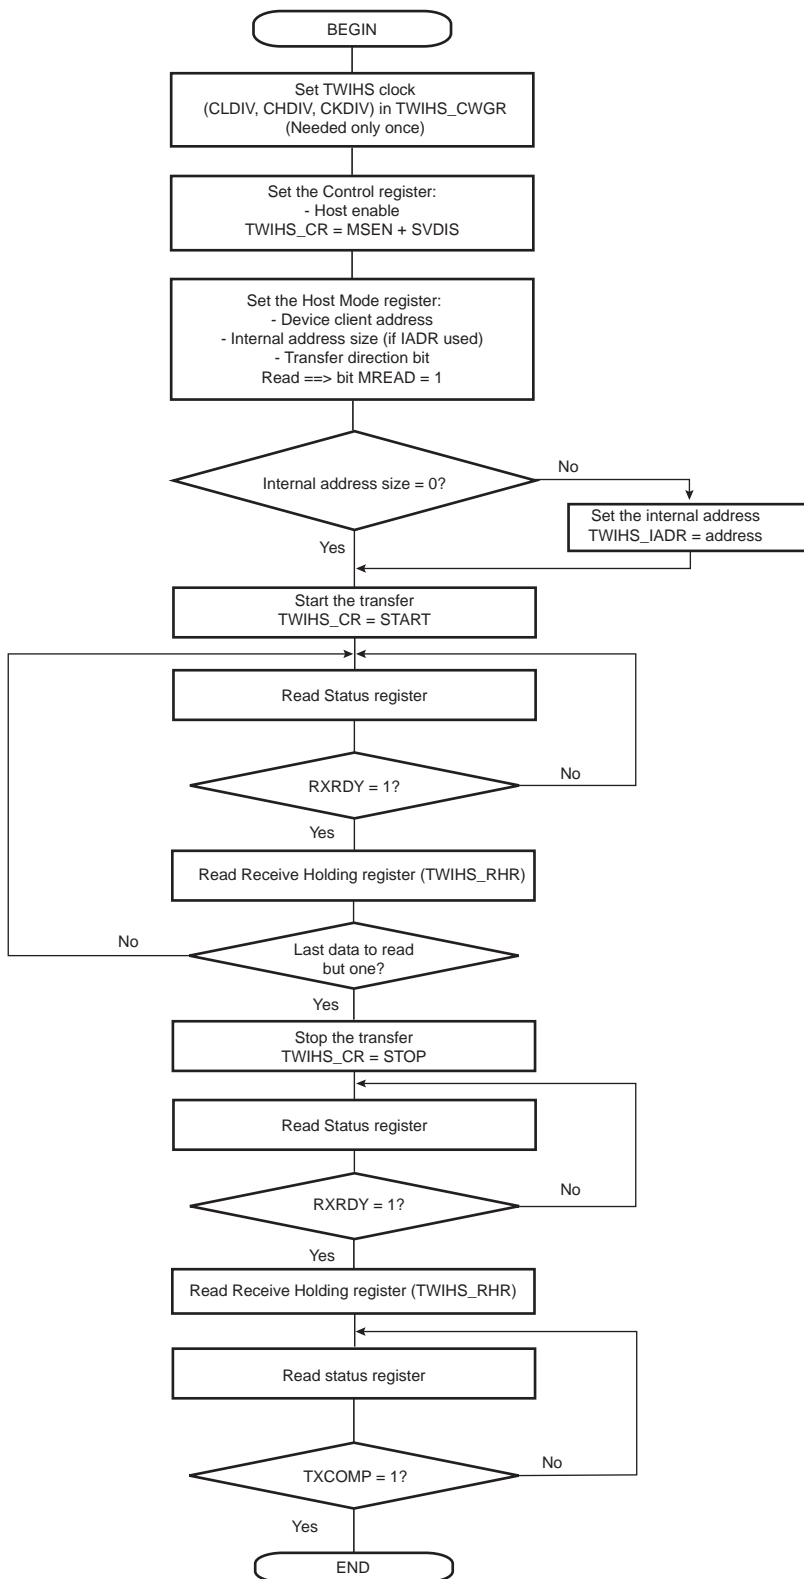 BEGIN
Set TWIHS clock
(CLDIV, CHDIV, CKDIV) in TWIHS_CWGR
(Needed only once)
Set the Control register:
- Host enable
TWIHS_CR = MSEN + SVDIS
Set the Host Mode register:
- Device client address
- Internal address size (if IADR used)
- Transfer direction bit
Read ==> bit MREAD = 1
Internal address size = 0?
No
Set the internal address
TWIHS_IADR = address
Yes
Start the transfer
TWIHS_CR = START
Read Status register
RXRDY = 1?
No
Yes
Read Receive Holding register (TWIHS_RHR)
No
Last data to read
but one?
Yes
Stop the transfer
TWIHS_CR = STOP
Read Status register
RXRDY = 1?
No
Yes
Read Receive Holding register (TWIHS_RHR)
Read status register
TXCOMP = 1?
No
Yes
END